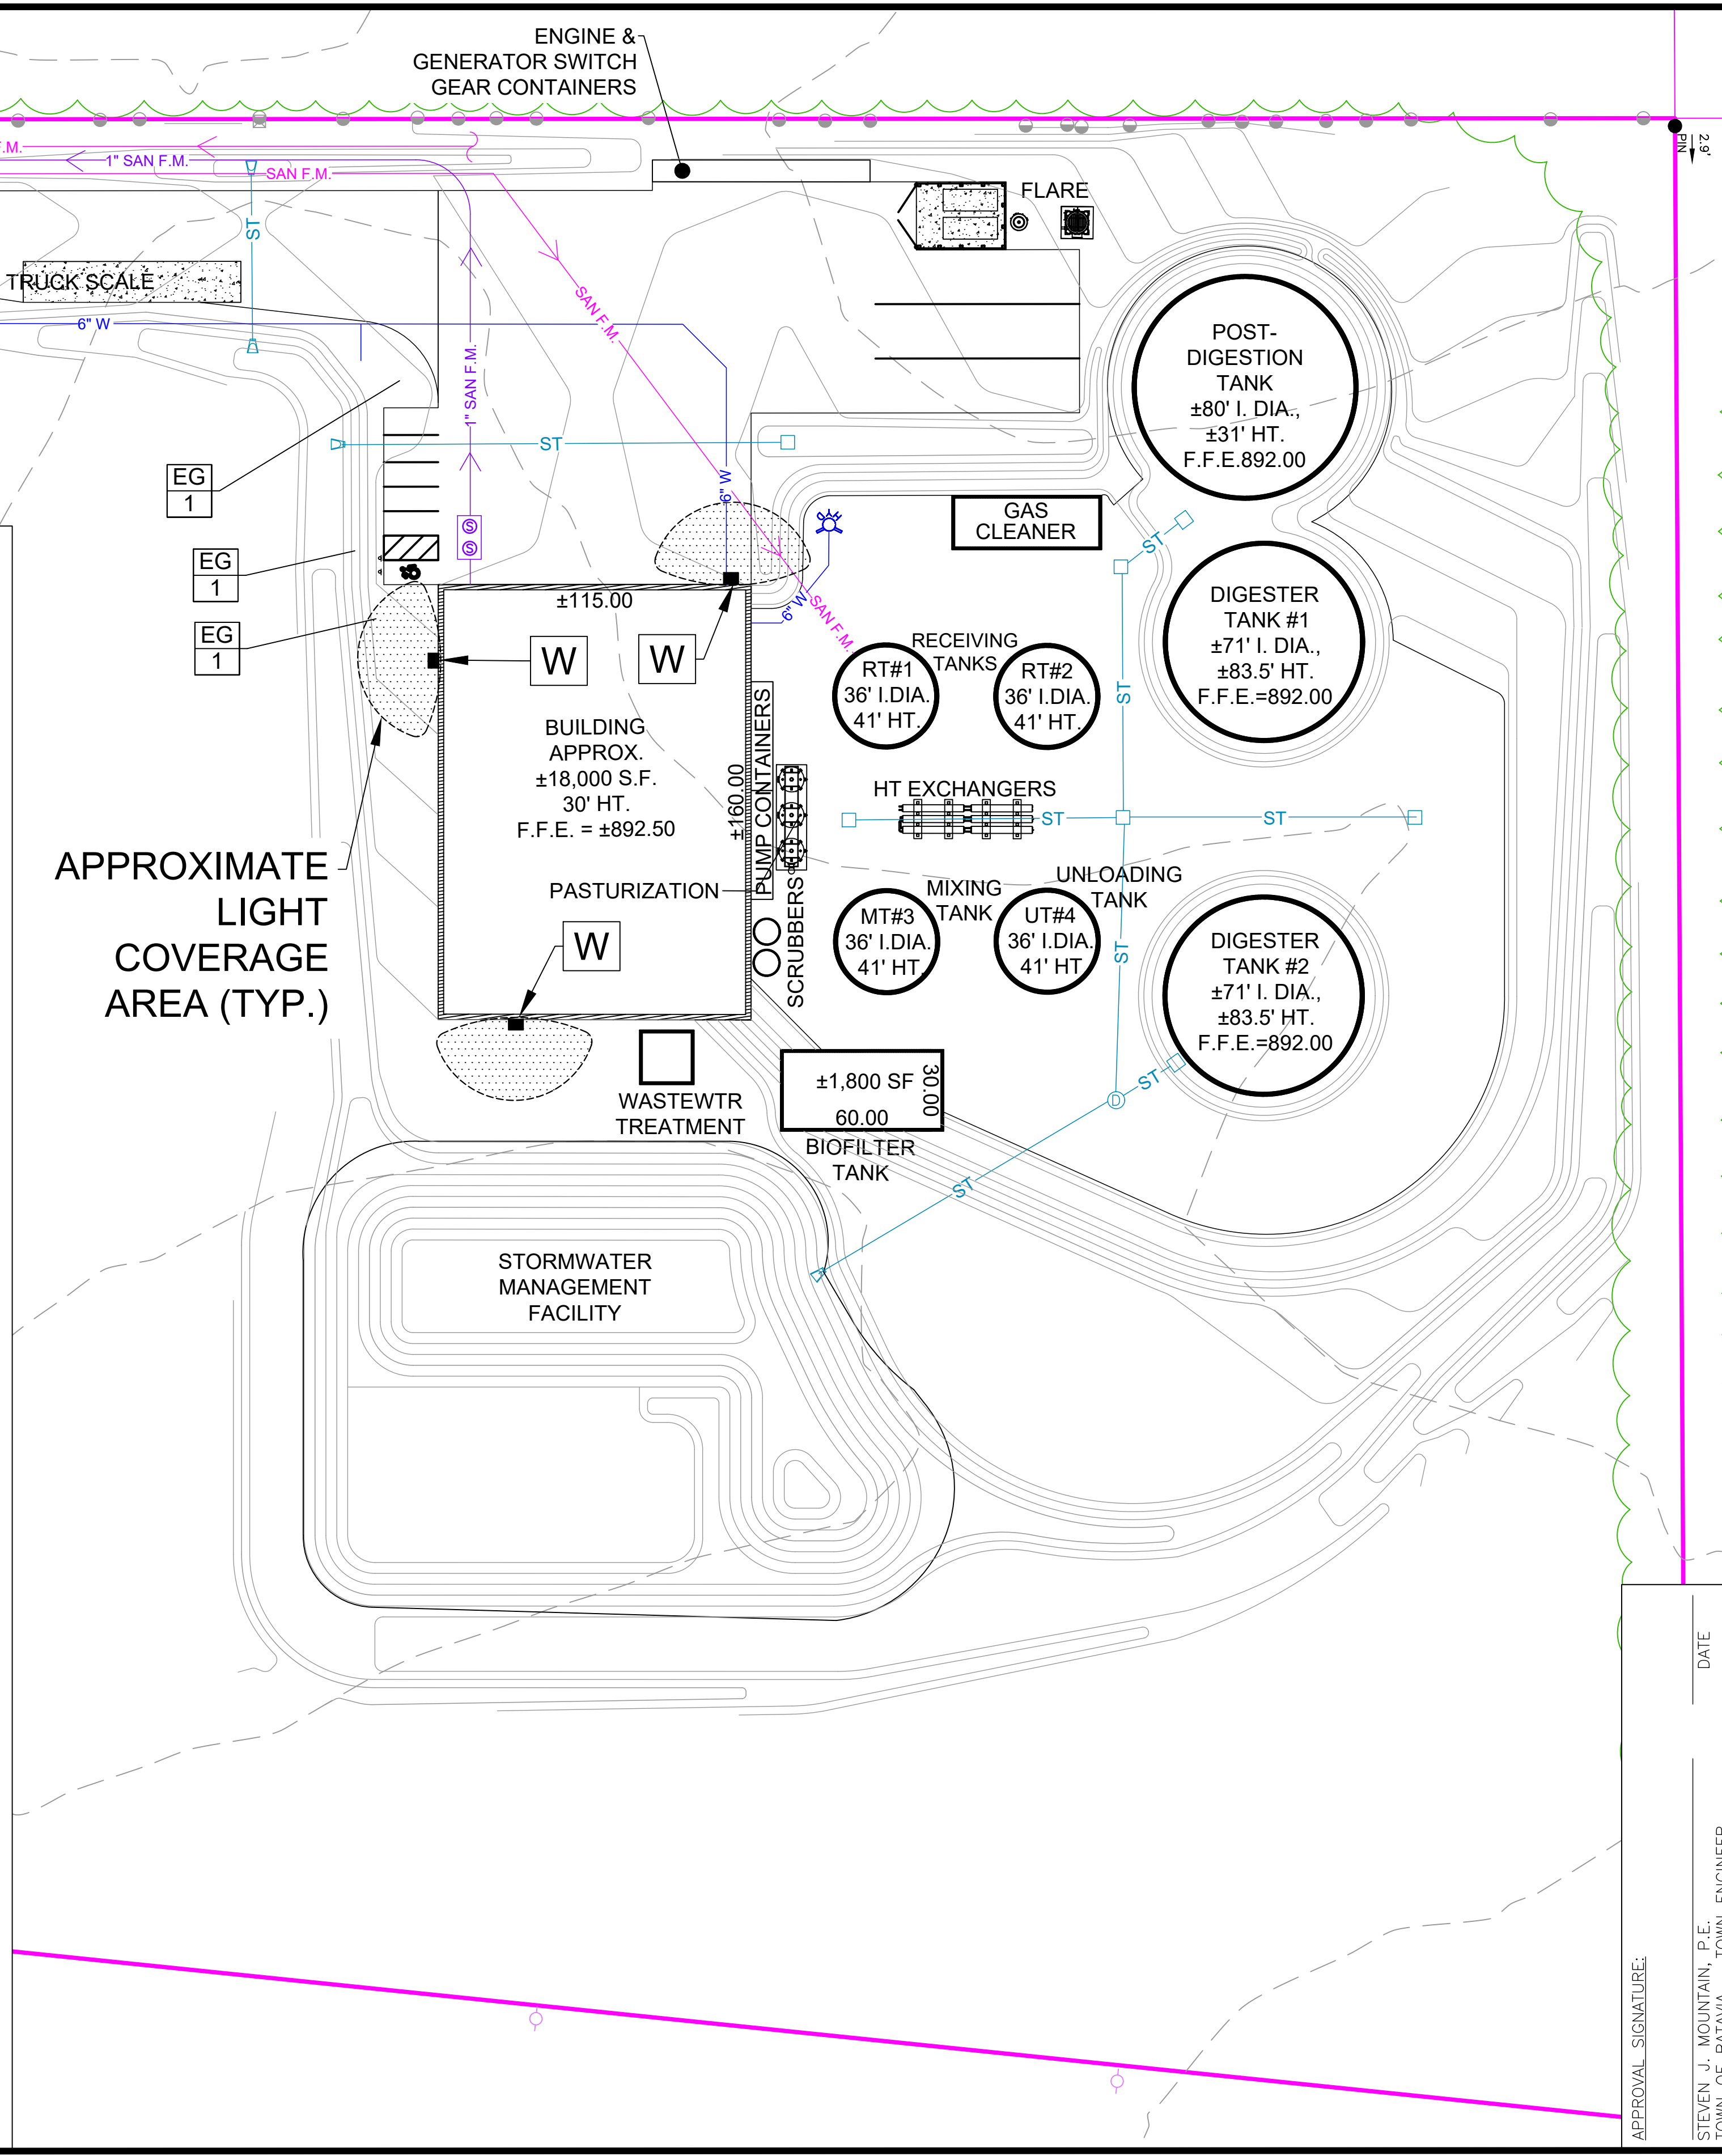 ENGINE &
GENERATOR SWITCH
GEAR CONTAINERS
2.9'
PIN
F.M.
1" SAN F.M.
SAN F.M.
ST
FLARE
TRUCK SCALE
6" W
SAN F.M.
1" SAN F.M.
POST-
DIGESTION
TANK
±80' I. DIA.,
±31' HT.
F.F.E.892.00
ST
EG
1
6" W
S
S
GAS
CLEANER
ST
EG
1
EG
1
±115.00
6" W
SAN F.M.
DIGESTER
TANK #1
±71' I. DIA.,
±83.5' HT.
F.F.E.=892.00
W
W
RECEIVING
TANKS
RT#1
36' I.DIA.
41' HT.
RT#2
36' I.DIA.
41' HT.
ST
BUILDING
APPROX.
±18,000 S.F.
30' HT.
F.F.E. = ±892.50
±160.00
PUMP CONTAINERS
HT EXCHANGERS
ST
ST
APPROXIMATE
LIGHT
COVERAGE
AREA (TYP.)
PASTURIZATION
SCRUBBERS
MIXING
TANK
UNLOADING
TANK
MT#3
36' I.DIA.
41' HT.
UT#4
36' I.DIA.
41' HT
W
ST
DIGESTER
TANK #2
±71' I. DIA.,
±83.5' HT.
F.F.E.=892.00
WASTEWTR
TREATMENT
±1,800 SF
60.00
30.00
BIOFILTER
TANK
D
ST
ST
STORMWATER
MANAGEMENT
FACILITY
APPROVAL SIGNATURE:
DATE
STEVEN J. MOUNTAIN, P.E.
TOWN OF BATAVIA - TOWN ENGINEER